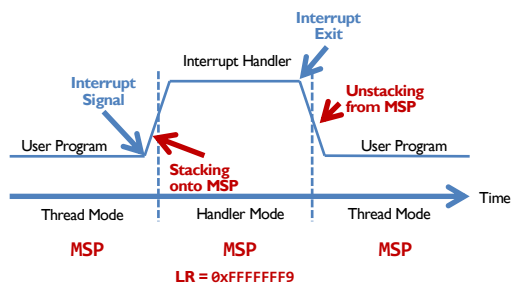 Interrupt
Exit
Interrupt Handler
Interrupt
Signal
Unstacking
from MSP
User Program
Stacking
onto MSP
User Program
Time
Thread Mode
Handler Mode
Thread Mode
MSP
MSP
MSP
LR = 0xFFFFFFF9